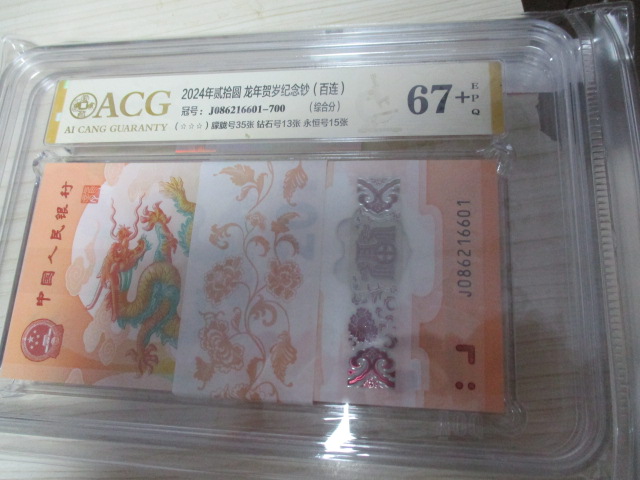 ACG
AI CANG GUARANTY
2024年贰拾圆 龙年贺岁纪念钞(百连)
冠号: J086216601-700 (综合分)
(☆☆☆) 朦胧号35张 钻石号13张 永恒号15张
67+
EPQ
中国人民银行
J086216601